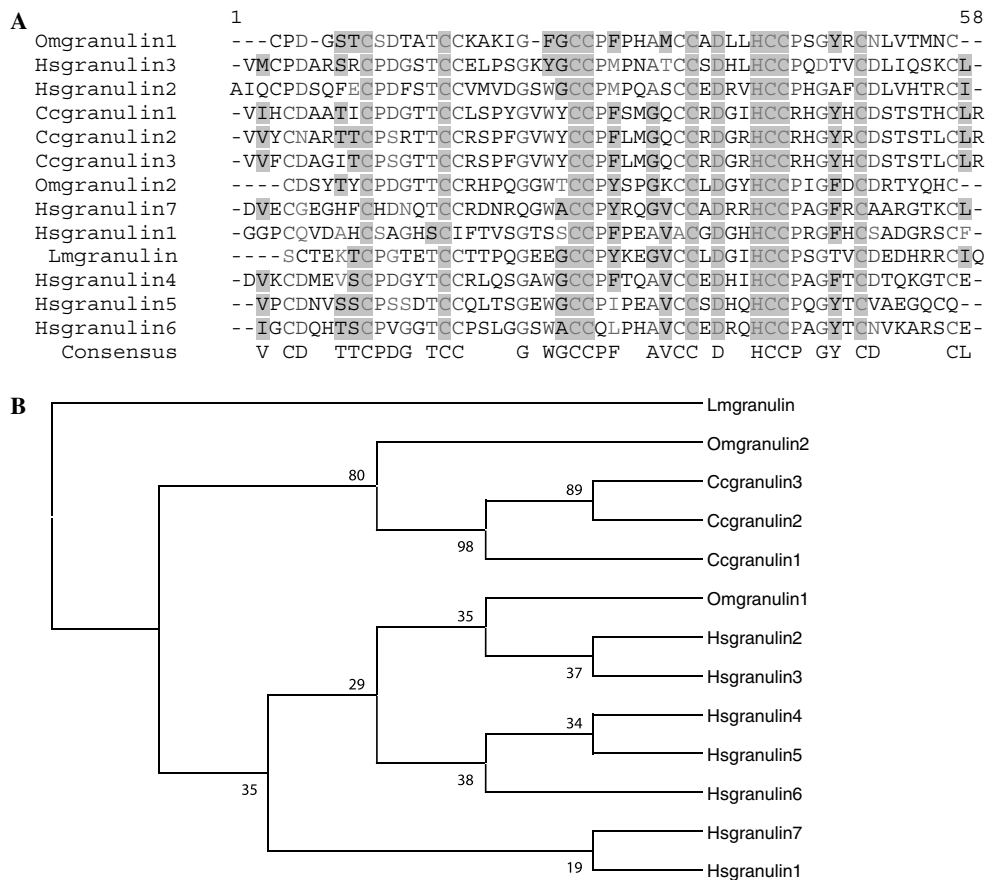 A
1 58
Omgranulin1 ---CPD-GSTCSDTATCCKAKIG-FGCCPFPHAMCCADLLHCCPSGYRCNLVTMNC--
Hsgranulin3 -VMCPDARSRCPDGSTCCELPSGKYGCCPMPNATCCSDHLHCCPQDTVCDLIQSKCL-
Hsgranulin2 AIQCPDSQFECPDFSTCCVMVDGSWGCCPMPQASCCEDRVHCCPHGAFCDLVHTRCI-
Ccgranulin1 -VIHCDAATICPDGTTCCLSPYGVWYCCPFSMGQCCRDGIHCCRHGYHCDSTSTHCLR
Ccgranulin2 -VVYCNARTTCPSRTTCCRSPFGVWYCCPFLMGQCCRDGRHCCRHGYRCDSTSTLCLR
Ccgranulin3 -VVFCDAGITCPSGTTCCRSPFGVWYCCPFLMGQCCRDGRHCCRHGYHCDSTSTLCLR
Omgranulin2 ----CDSYTYCPDGTTCCRHPQGGWTCCPYSPGKCCLDGYHCCPIGFDCDRTYQHC--
Hsgranulin7 -DVECGEGHFCHDNQTCCRDNRQGWACCPYRQGVCCADRRHCCPAGFRCAARGTKCL-
Hsgranulin1 -GGPCQVDAHCSAGHSCIFTVSGTSSCCPFPEAVACGDGHHCCPRGFHCSADGRSCF-
Lmgranulin ----SCTEKTCPGTETCCTTPQGEEGCCPYKEGVCCLDGIHCCPSGTVCDEDHRRCIQ
Hsgranulin4 -DVKCDMEVSCPDGYTCCRLQSGAWGCCPFTQAVCCEDHIHCCPAGFTCDTQKGTCE-
Hsgranulin5 --VPCDNVSSCPSSDTCCQLTSGEWGCCPIPEAVCCSDHQHCCPQGYTCVAEGQCQ--
Hsgranulin6 --IGCDQHTSCPVGGTCCPSLGGSWACCQLPHAVCCEDRQHCCPAGYTCNVKARSCE-
Consensus V CD TTCPDG TCC G WGCCPF AVCC D HCCP GY CD CL
B
Lmgranulin
Omgranulin2
80
Ccgranulin3
89
Ccgranulin2
98
Ccgranulin1
Omgranulin1
35
Hsgranulin2
37
Hsgranulin3
29
Hsgranulin4
34
Hsgranulin5
38
Hsgranulin6
35
Hsgranulin7
19
Hsgranulin1